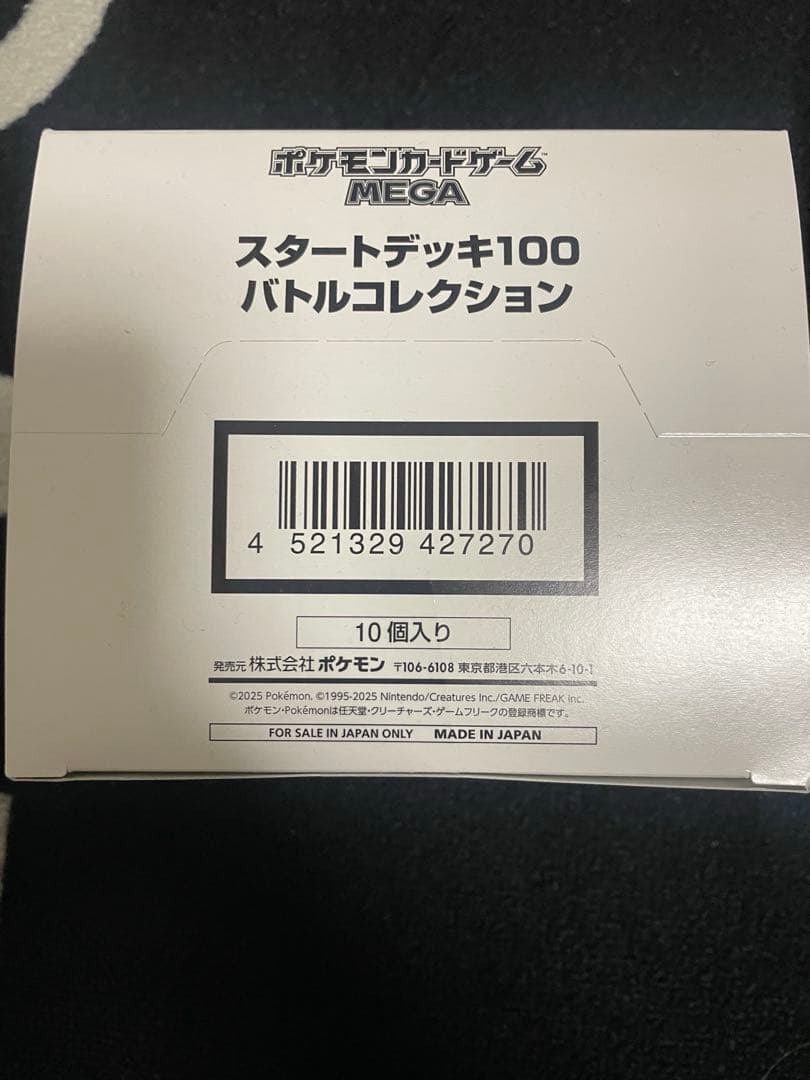 ポケモンカードゲーム™
MEGA
スタートデッキ100
バトルコレクション
4 521329 427270
10個入り
発売元 株式会社ポケモン 〒106-6108 東京都港区六本木6-10-1
©2025 Pokémon. ©1995-2025 Nintendo/Creatures Inc./GAME FREAK inc.
ポケモン・Pokémonは任天堂・クリーチャーズ・ゲームフリークの登録商標です。
FOR SALE IN JAPAN ONLY MADE IN JAPAN